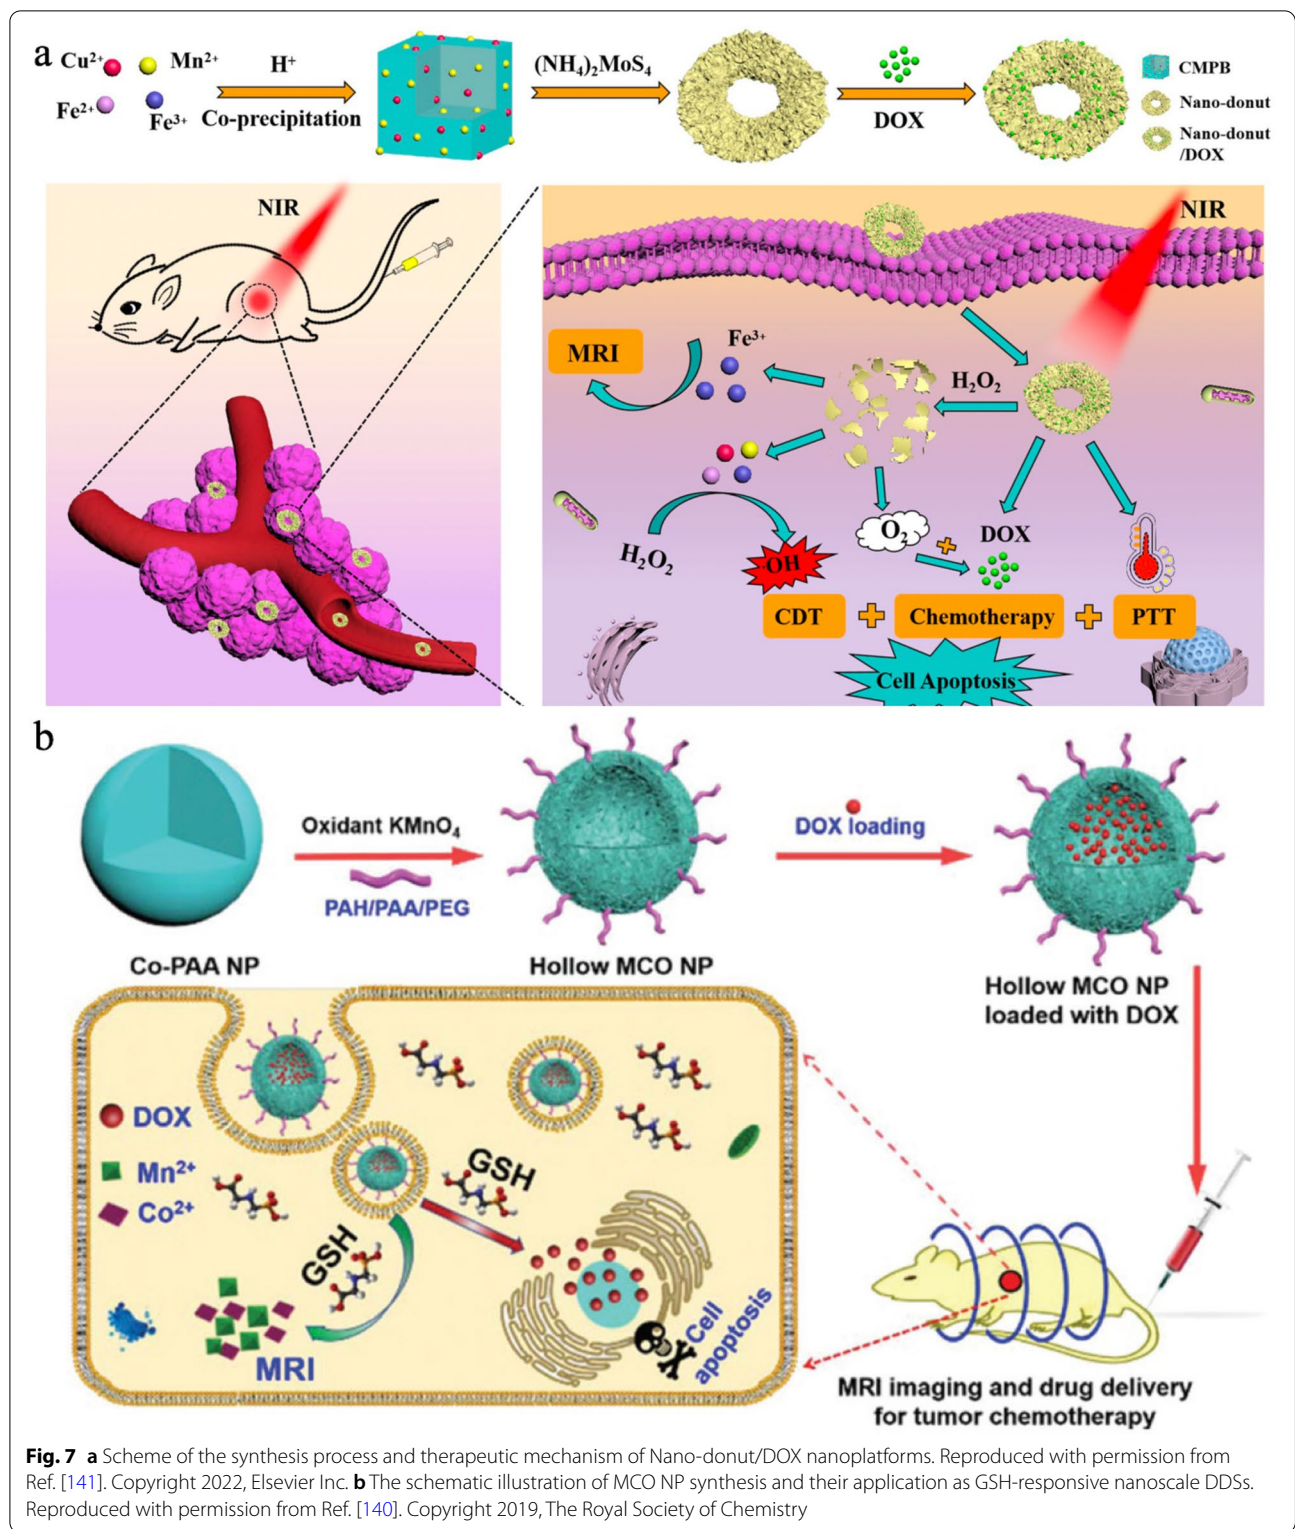 a
Cu²⁺ Mn²⁺
Fe²⁺ Fe³⁺
H⁺
Co-precipitation
(NH₄)₂MoS₄
DOX
CMPB
Nano-donut
Nano-donut
/DOX
NIR
NIR
MRI
Fe³⁺
H₂O₂
H₂O₂
·OH
O₂
DOX
CDT
Chemotherapy
PTT
Cell Apoptosis
b
Oxidant KMnO₄
PAH/PAA/PEG
DOX loading
Co-PAA NP
Hollow MCO NP
Hollow MCO NP
loaded with DOX
DOX
Mn²⁺
Co²⁺
GSH
GSH
MRI
Cell
apoptosis
MRI imaging and drug delivery
for tumor chemotherapy
Fig. 7 a Scheme of the synthesis process and therapeutic mechanism of Nano-donut/DOX nanoplatforms. Reproduced with permission from
Ref. [141]. Copyright 2022, Elsevier Inc. b The schematic illustration of MCO NP synthesis and their application as GSH-responsive nanoscale DDSs.
Reproduced with permission from Ref. [140]. Copyright 2019, The Royal Society of Chemistry